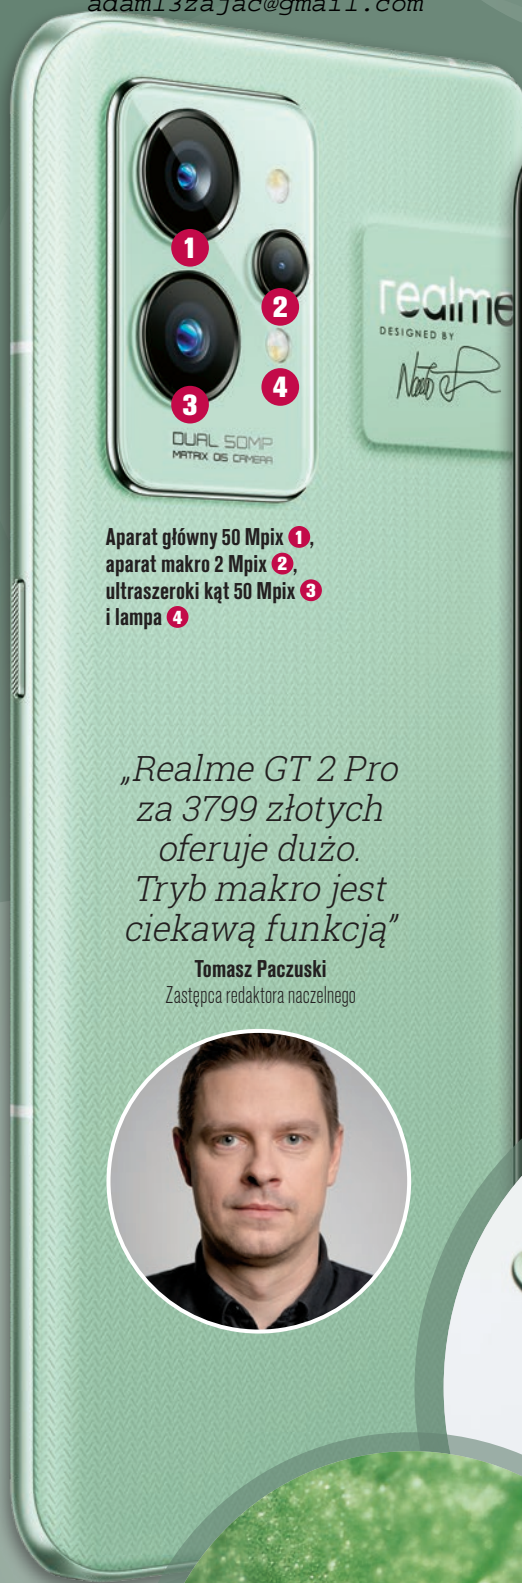 adam13zajac@gmail.com
1
2
3
4
realme
DESIGNED BY
DUAL 50MP
MATRIX OIS CAMERA
Aparat główny 50 Mpix 1,
aparat makro 2 Mpix 2,
ultraszeroki kąt 50 Mpix 3
i lampa 4
„Realme GT 2 Pro
za 3799 złotych
oferuje dużo.
Tryb makro jest
ciekawą funkcją”
Tomasz Paczuski
Zastępca redaktora naczelnego